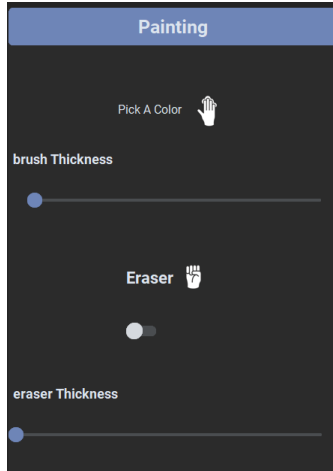 Painting
Pick A Color
brush Thickness
Eraser
eraser Thickness